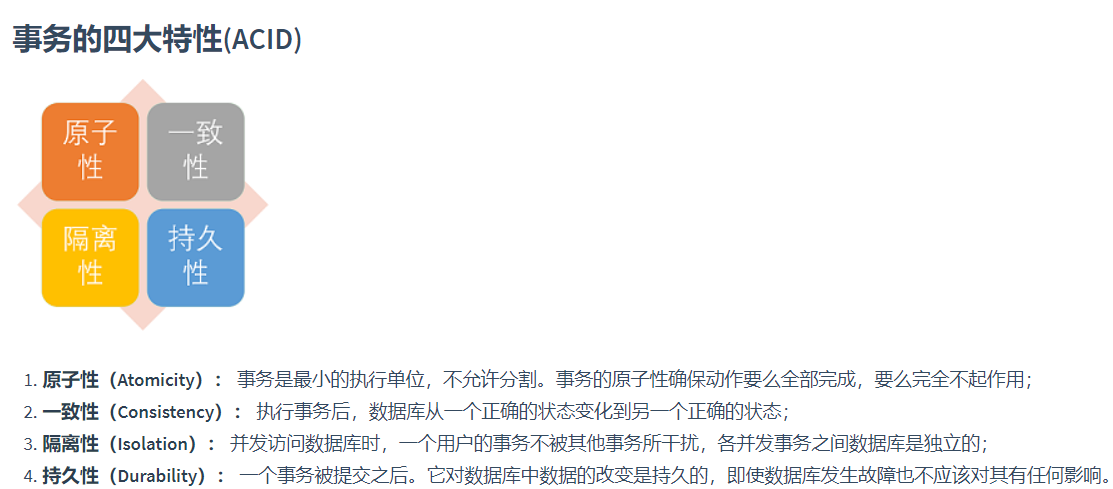 事务的四大特性(ACID)
原子
性
一致
性
隔离
性
持久
性
1. 原子性（Atomicity）： 事务是最小的执行单位，不允许分割。事务的原子性确保动作要么全部完成，要么完全不起作用；
2. 一致性（Consistency）： 执行事务后，数据库从一个正确的状态变化到另一个正确的状态；
3. 隔离性（Isolation）： 并发访问数据库时，一个用户的事务不被其他事务所干扰，各并发事务之间数据库是独立的；
4. 持久性（Durability）： 一个事务被提交之后。它对数据库中数据的改变是持久的，即使数据库发生故障也不应该对其有任何影响。